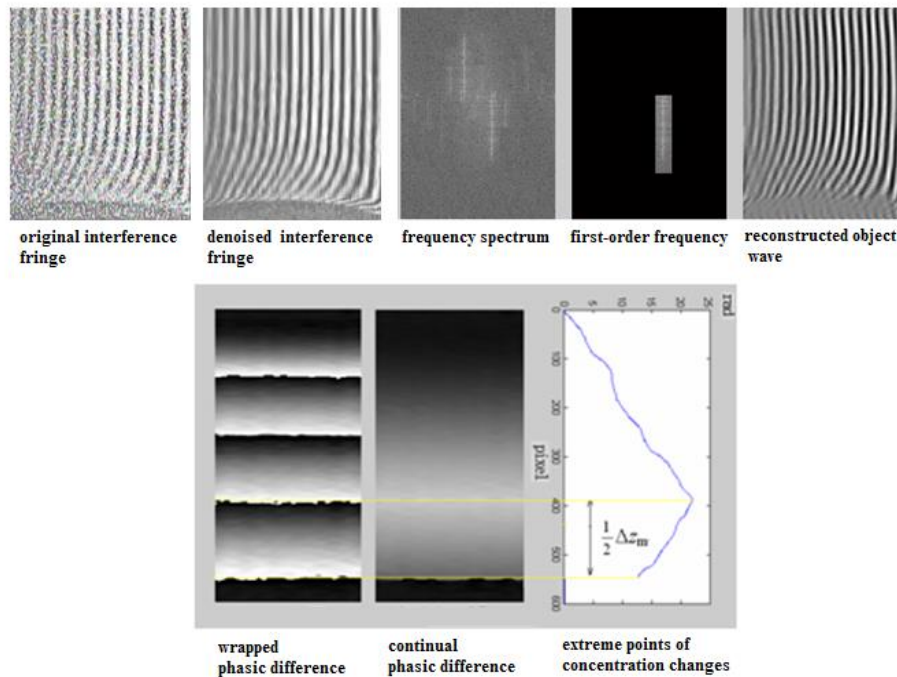 original interference
fringe
denoised interference
fringe
frequency spectrum
first-order frequency
reconstructed object
wave
rad
0 5 10 15 20 25
0
100
200
300
400
500
600
pixel
1/2 Δzm
wrapped
phasic difference
continual
phasic difference
extreme points of
concentration changes